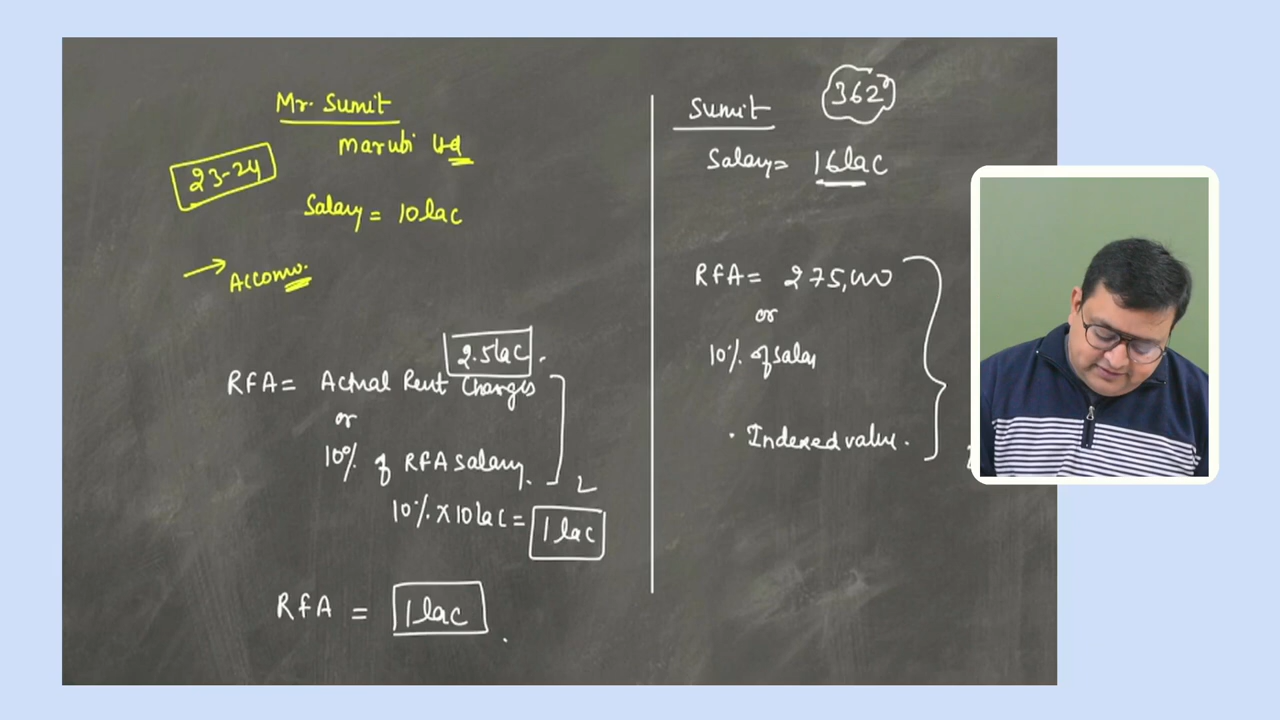 Mr. Sumit
23-24
Salary = 10 lac
→ Accomo.
2.5 lac.
RFA = Actual Rent Charges
or
10% of RFA salary.
L
10% x 10 lac = 1 lac
RFA = 1 lac.
Sumit
362
Salary = 16 lac
RFA = 275,000
or
10% of salar
. Indexed value.